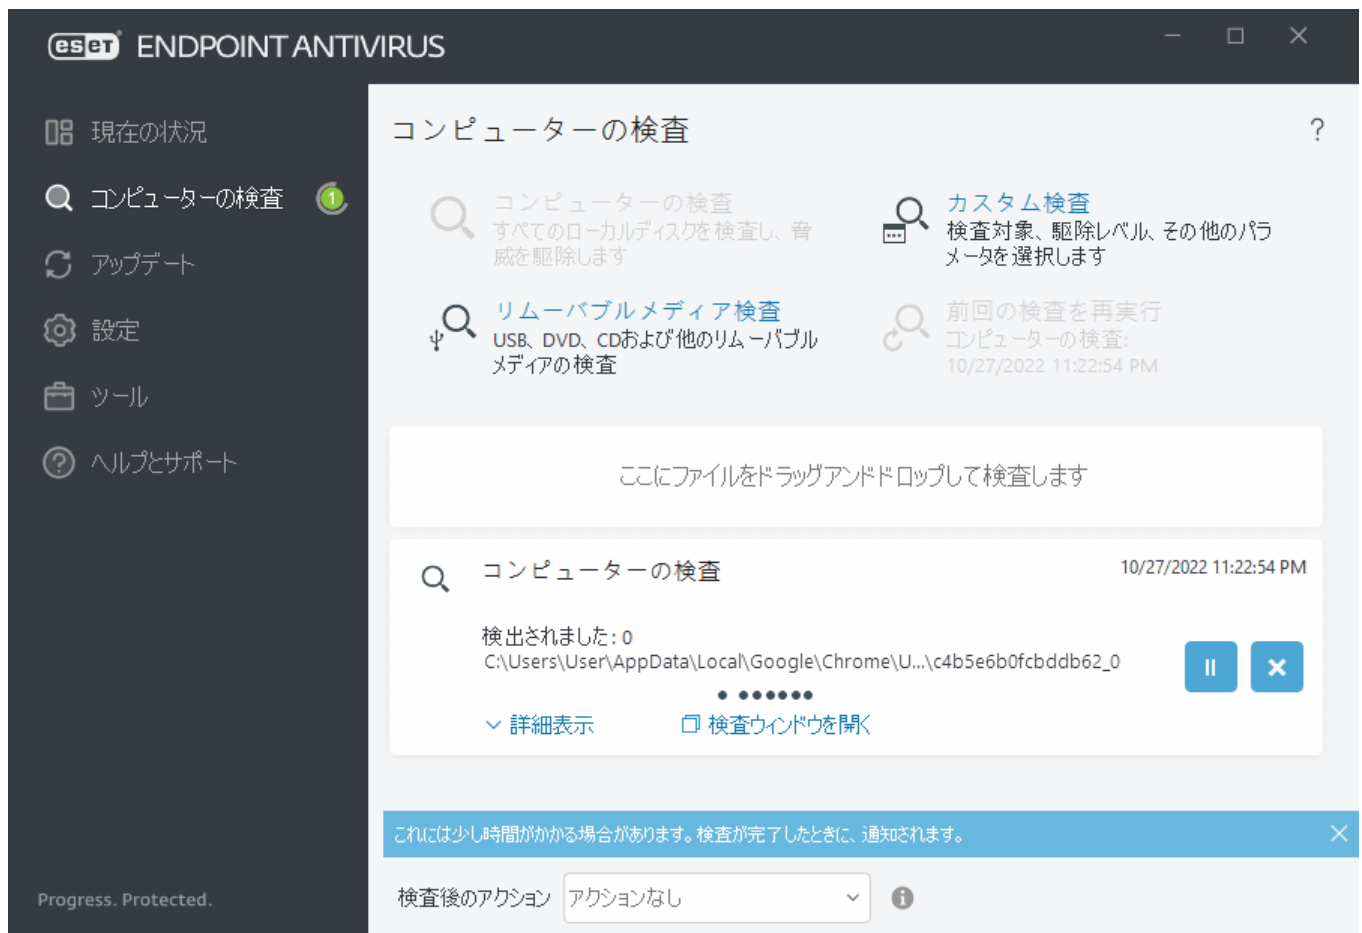 eset ENDPOINT ANTIVIRUS
現在の状況
コンピューターの検査
1
アップデート
設定
ツール
ヘルプとサポート
Progress. Protected.
コンピューターの検査
?
コンピューターの検査
すべてのローカルディスクを検査し、脅
威を駆除します
カスタム検査
検査対象、駆除レベル、その他のパラ
メータを選択します
リムーバブルメディア検査
USB、DVD、CDおよび他のリムーバブル
メディアの検査
前回の検査を再実行
コンピューターの検査:
10/27/2022 11:22:54 PM
ここにファイルをドラッグアンドドロップして検査します
コンピューターの検査
10/27/2022 11:22:54 PM
検出されました: 0
C:\Users\User\AppData\Local\Google\Chrome\U...\c4b5e6b0fcbddb62_0
詳細表示
検査ウィンドウを開く
これには少し時間がかかる場合があります。検査が完了したときに、通知されます。
検査後のアクション
アクションなし